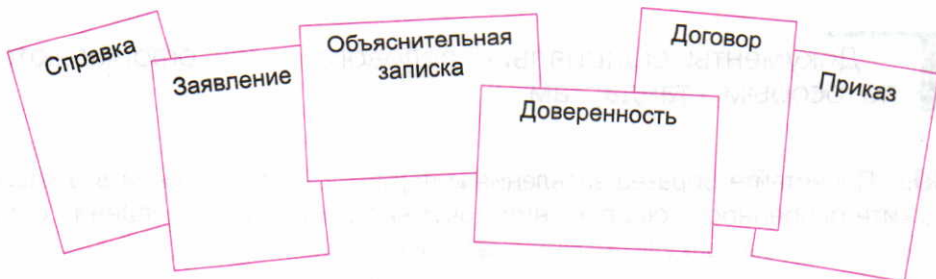 Справка
Заявление
Объяснительная
записка
Доверенность
Договор
Приказ